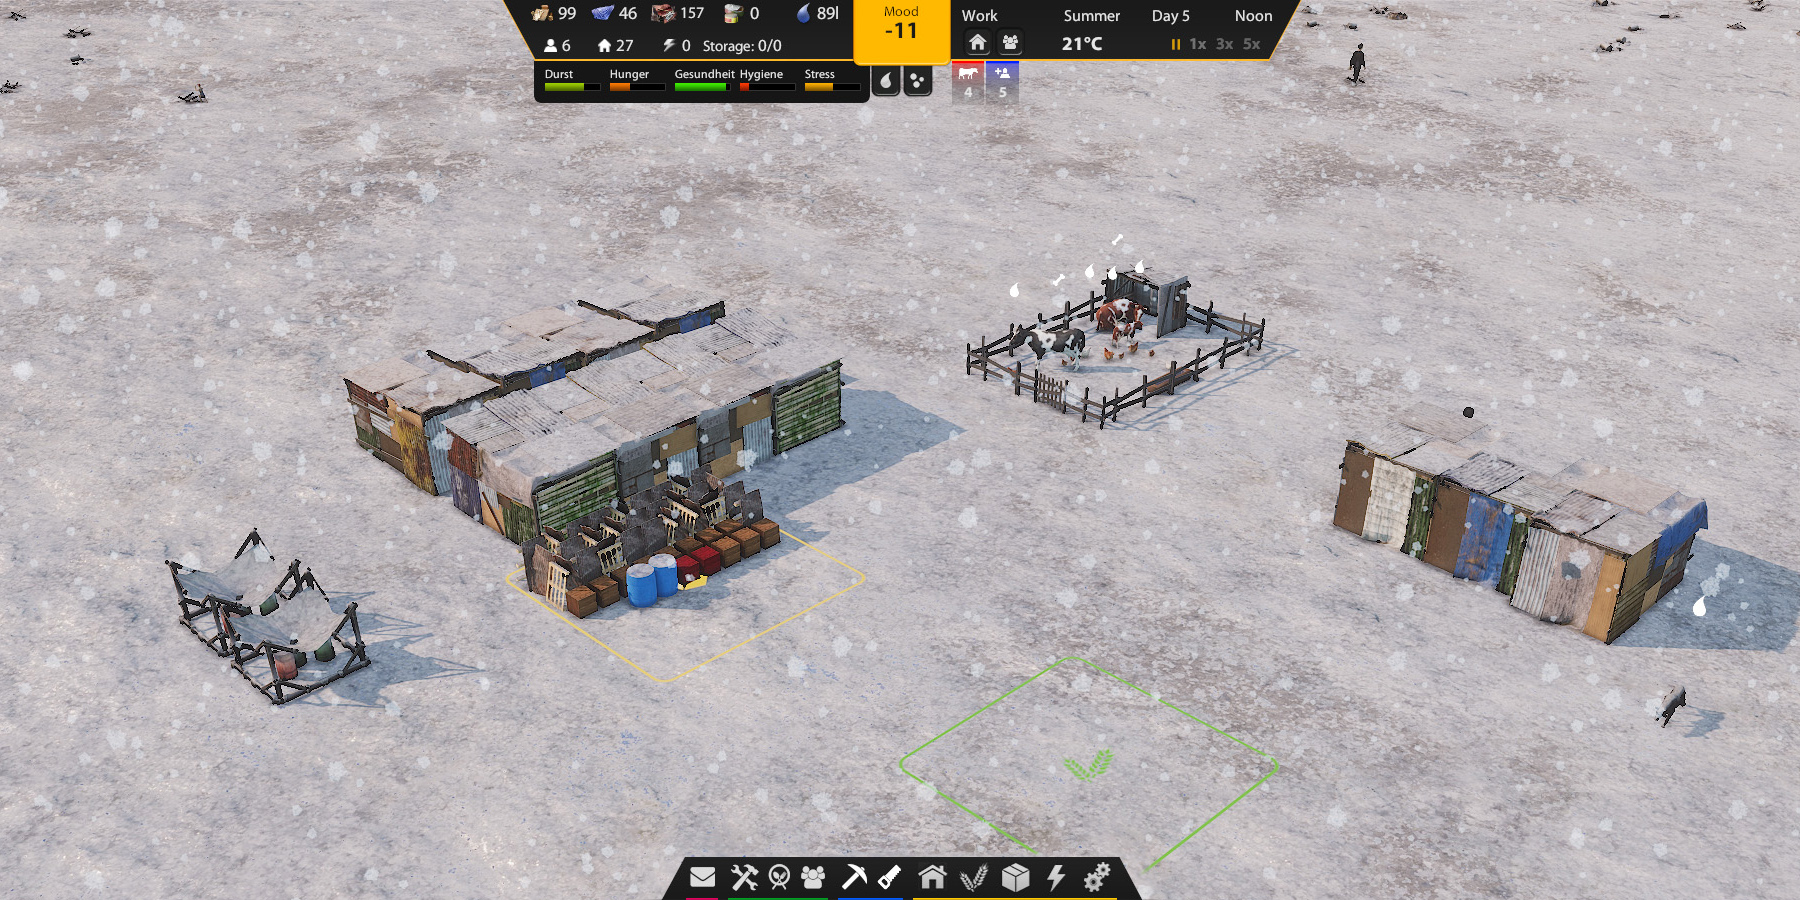 99 46 157 0 89l
6 27 0 Storage: 0/0
Mood
-11
Work Summer Day 5 Noon
21°C 1x 3x 5x
Durst Hunger Gesundheit Hygiene Stress
4 5